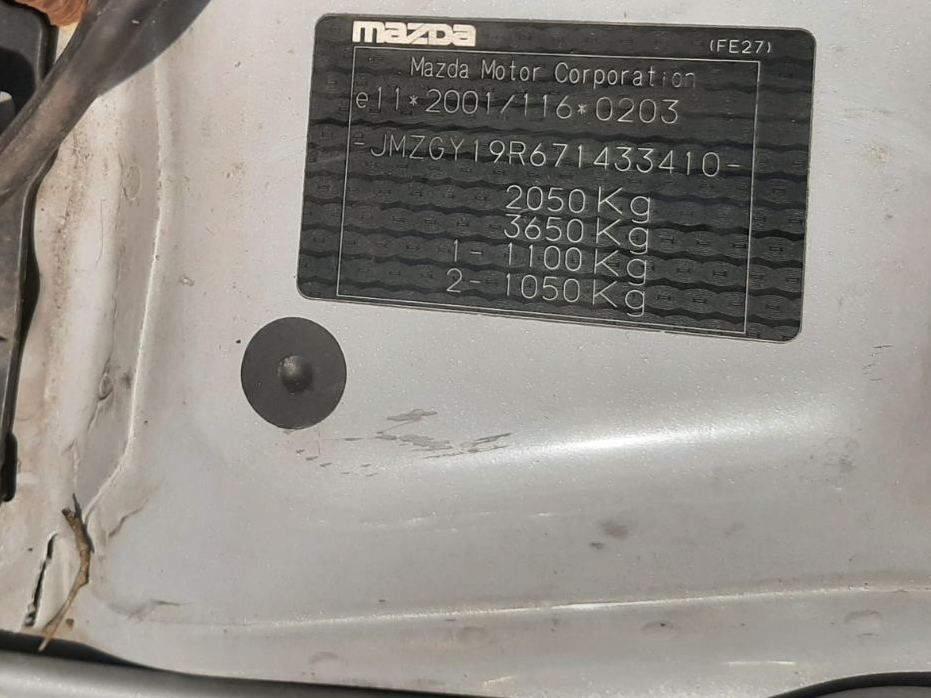 mazda (FE27)
Mazda Motor Corporation
e11*2001/116*0203
-JMZGY19R671433410-
2050 Kg
3650 Kg
1- 1100 Kg
2- 1050 Kg